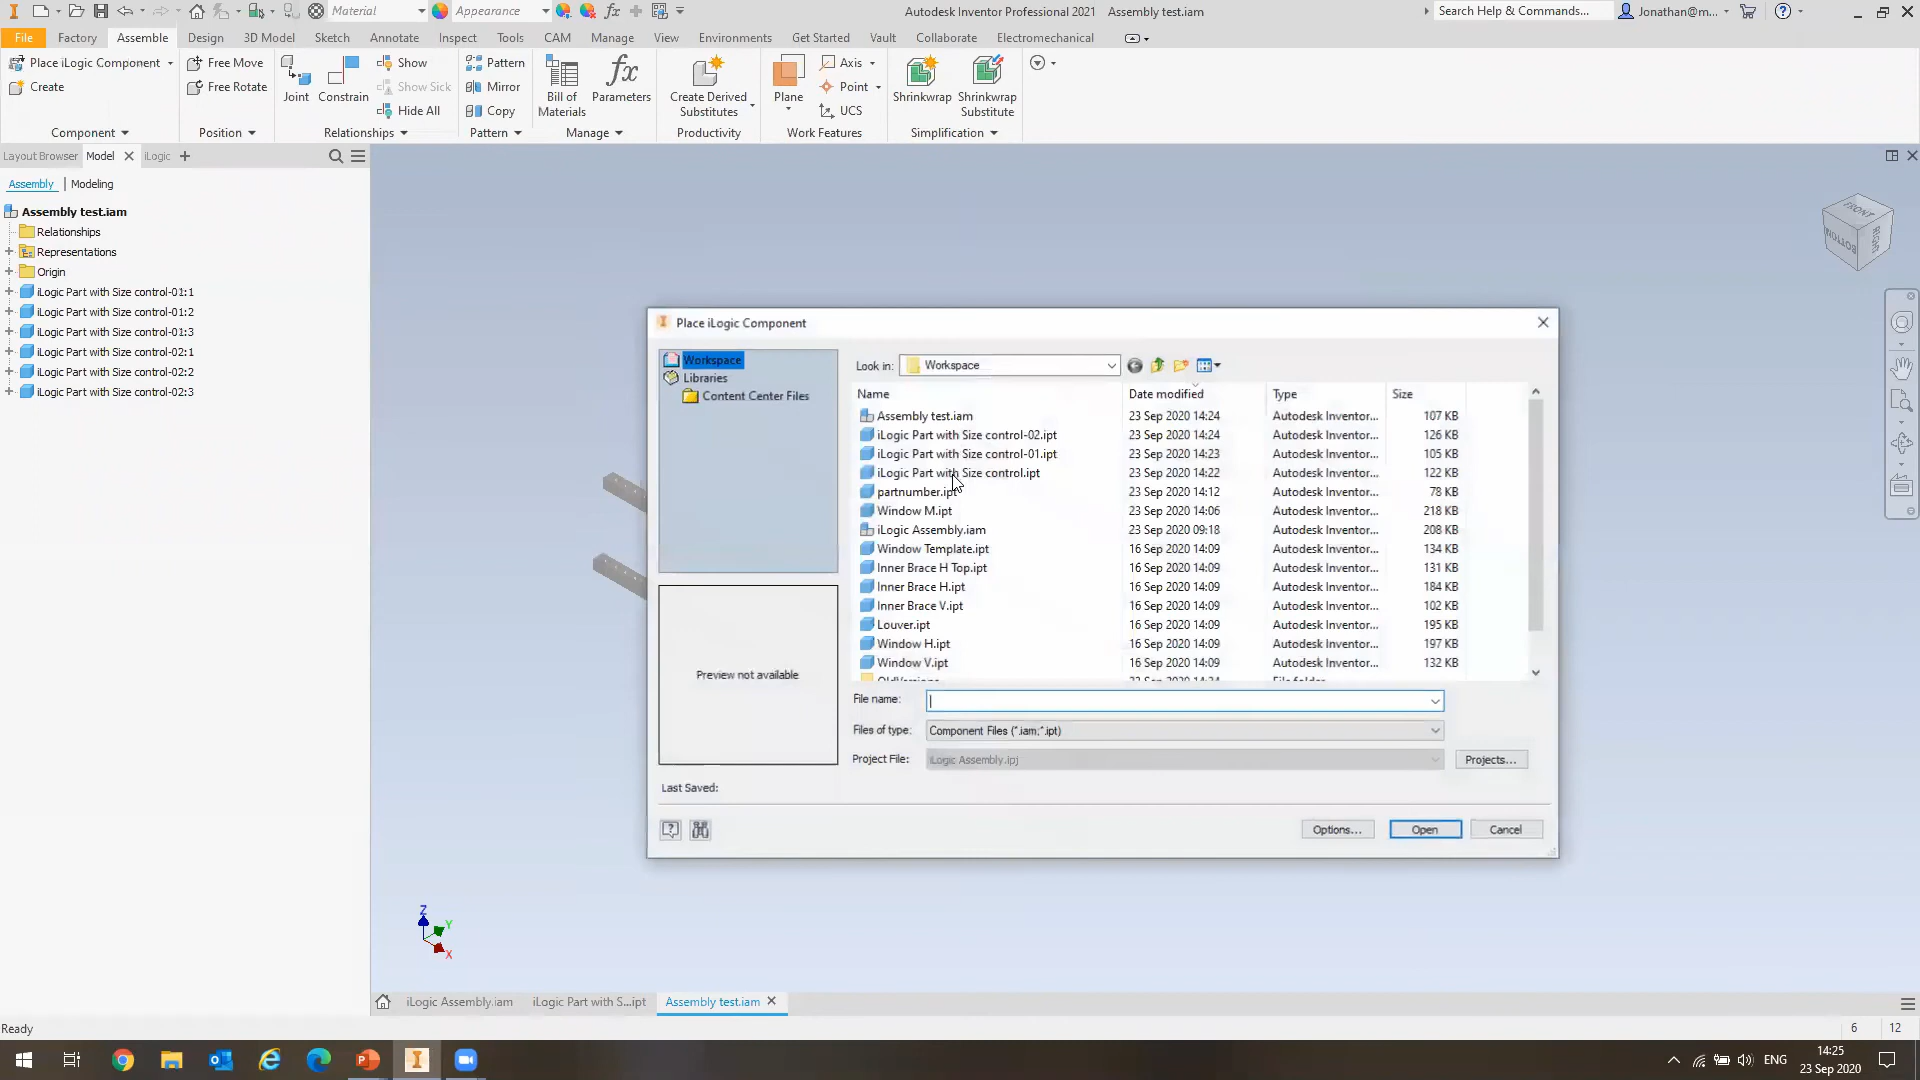 Material
Appearance
Autodesk Inventor Professional 2021 Assembly test.iam
Search Help & Commands...
Jonathan@m...
File Factory Assemble Design 3D Model Sketch Annotate Inspect Tools CAM Manage View Environments Get Started Vault Collaborate Electromechanical
Place iLogic Component
Create
Component
Free Move
Free Rotate
Position
Joint
Constrain
Show
Show Sick
Hide All
Relationships
Pattern
Mirror
Copy
Pattern
Bill of
Materials
Parameters
Manage
Create Derived
Substitutes
Productivity
Plane
Axis
Point
UCS
Work Features
Shrinkwrap
Shrinkwrap
Substitute
Simplification
Layout Browser Model iLogic
Assembly | Modeling
Assembly test.iam
Relationships
Representations
Origin
iLogic Part with Size control-01:1
iLogic Part with Size control-01:2
iLogic Part with Size control-01:3
iLogic Part with Size control-02:1
iLogic Part with Size control-02:2
iLogic Part with Size control-02:3
FRONT
BOTTOM
Place iLogic Component
Workspace
Libraries
Content Center Files
Look in: Workspace
Name Date modified Type Size
Assembly test.iam 23 Sep 2020 14:24 Autodesk Inventor... 107 KB
iLogic Part with Size control-02.ipt 23 Sep 2020 14:24 Autodesk Inventor... 126 KB
iLogic Part with Size control-01.ipt 23 Sep 2020 14:23 Autodesk Inventor... 105 KB
iLogic Part with Size control.ipt 23 Sep 2020 14:22 Autodesk Inventor... 122 KB
partnumber.ipt 23 Sep 2020 14:12 Autodesk Inventor... 78 KB
Window M.ipt 23 Sep 2020 14:06 Autodesk Inventor... 218 KB
iLogic Assembly.iam 23 Sep 2020 09:18 Autodesk Inventor... 208 KB
Window Template.ipt 16 Sep 2020 14:09 Autodesk Inventor... 134 KB
Inner Brace H Top.ipt 16 Sep 2020 14:09 Autodesk Inventor... 131 KB
Inner Brace H.ipt 16 Sep 2020 14:09 Autodesk Inventor... 184 KB
Inner Brace V.ipt 16 Sep 2020 14:09 Autodesk Inventor... 102 KB
Louver.ipt 16 Sep 2020 14:09 Autodesk Inventor... 195 KB
Window H.ipt 16 Sep 2020 14:09 Autodesk Inventor... 197 KB
Window V.ipt 16 Sep 2020 14:09 Autodesk Inventor... 132 KB
Preview not available
File name:
Files of type: Component Files (*.iam;*.ipt)
Project File: iLogic Assembly.ipj
Projects...
Last Saved:
Options... Open Cancel
Z
Y
X
iLogic Assembly.iam iLogic Part with S...ipt Assembly test.iam
Ready
6 12
ENG
14:25
23 Sep 2020